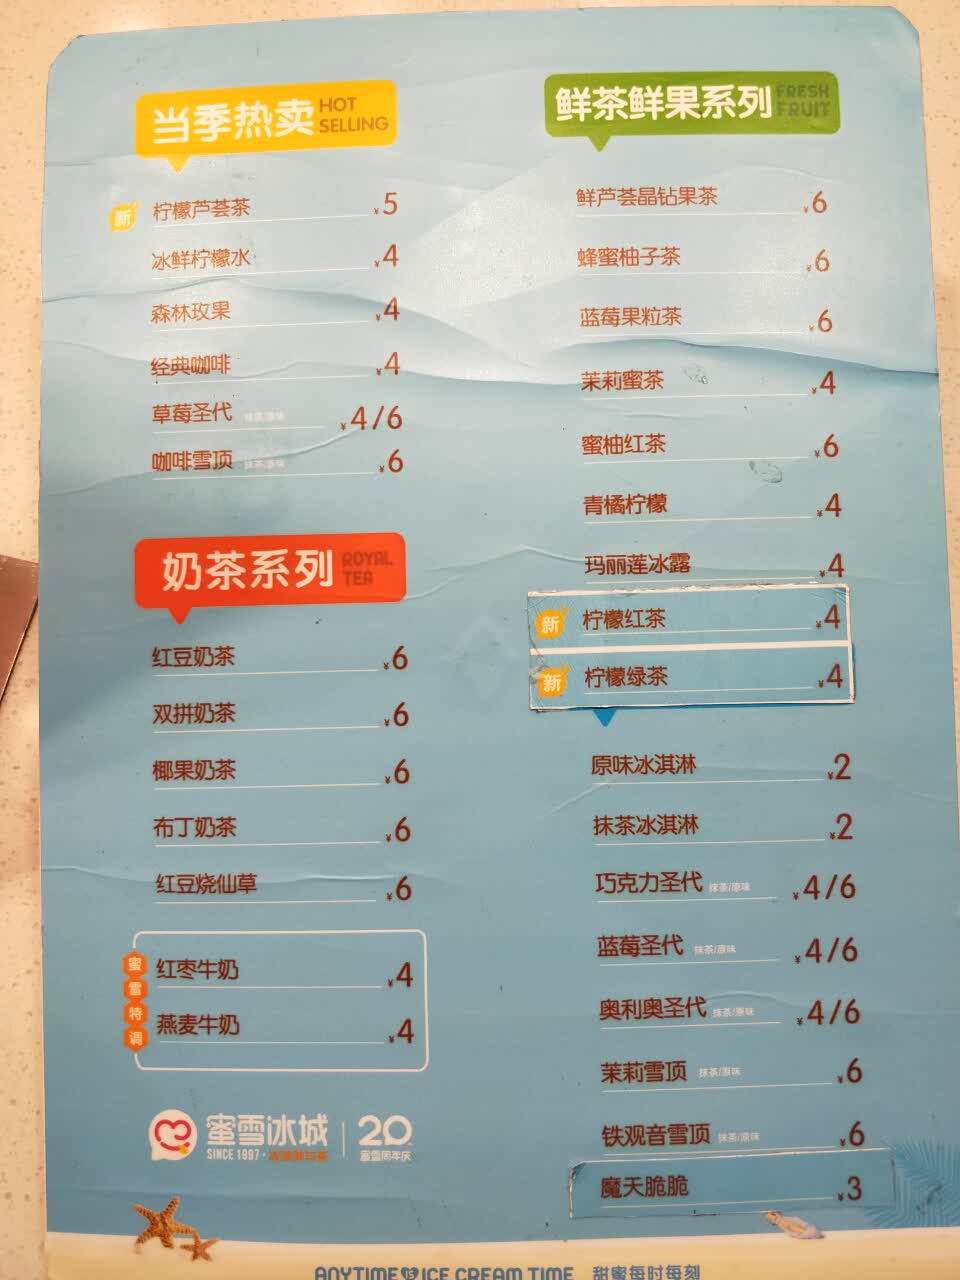 当季热卖 HOT SELLING
新 柠檬芦荟茶 ¥5
冰鲜柠檬水 ¥4
森林玫果 ¥4
经典咖啡 ¥4
草莓圣代 抹茶/原味 ¥4/6
咖啡雪顶 抹茶/原味 ¥6
奶茶系列 ROYAL TEA
红豆奶茶 ¥6
双拼奶茶 ¥6
椰果奶茶 ¥6
布丁奶茶 ¥6
红豆烧仙草 ¥6
蜜雪特调
红枣牛奶 ¥4
燕麦牛奶 ¥4
蜜雪冰城 20
SINCE 1997· 蜜雪周年庆
鲜茶鲜果系列 FRESH FRUIT
鲜芦荟晶钻果茶 ¥6
蜂蜜柚子茶 ¥6
蓝莓果粒茶 ¥6
茉莉蜜茶 ¥4
蜜柚红茶 ¥6
青橘柠檬 ¥4
玛丽莲冰露 ¥4
新 柠檬红茶 ¥4
新 柠檬绿茶 ¥4
原味冰淇淋 ¥2
抹茶冰淇淋 ¥2
巧克力圣代 抹茶/原味 ¥4/6
蓝莓圣代 抹茶/原味 ¥4/6
奥利奥圣代 抹茶/原味 ¥4/6
茉莉雪顶 抹茶/原味 ¥6
铁观音雪顶 抹茶/原味 ¥6
魔天脆脆 ¥3
ANYTIME IS ICE CREAM TIME 甜蜜每时每刻